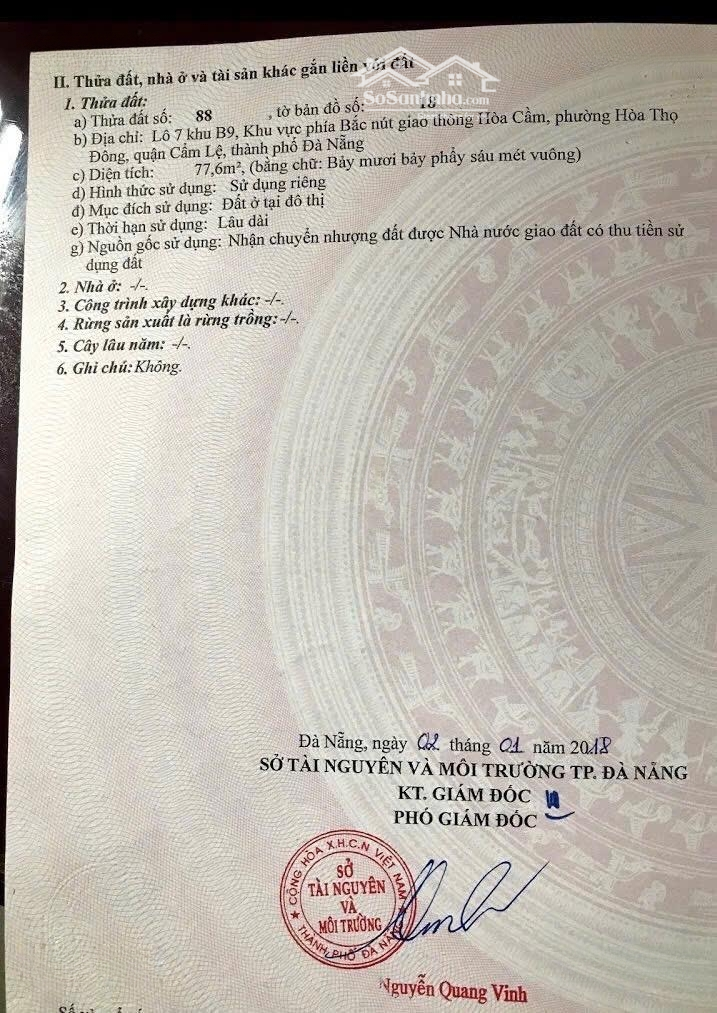 II. Thửa đất, nhà ở và tài sản khác gắn liền với đất
SoSanhnha.com
1. Thửa đất:
a) Thửa đất số: 88 , tờ bản đồ số: 18
b) Địa chỉ: Lô 7 khu B9, Khu vực phía Bắc nút giao thông Hòa Cầm, phường Hòa Thọ
Đông, quận Cẩm Lệ, thành phố Đà Nẵng
c) Diện tích: 77,6m², (bằng chữ: Bảy mươi bảy phẩy sáu mét vuông)
d) Hình thức sử dụng: Sử dụng riêng
đ) Mục đích sử dụng: Đất ở tại đô thị
e) Thời hạn sử dụng: Lâu dài
g) Nguồn gốc sử dụng: Nhận chuyển nhượng đất được Nhà nước giao đất có thu tiền sử
dụng đất
2. Nhà ở: -/-.
3. Công trình xây dựng khác: -/-.
4. Rừng sản xuất là rừng trồng: -/-.
5. Cây lâu năm: -/-.
6. Ghi chú: Không.
Đà Nẵng, ngày 02 tháng 01 năm 2018
SỞ TÀI NGUYÊN VÀ MÔI TRƯỜNG TP. ĐÀ NẴNG
KT. GIÁM ĐỐC
PHÓ GIÁM ĐỐC
CỘNG HÒA X.H.C.N VIỆT NAM
SỞ
TÀI NGUYÊN
VÀ
MÔI TRƯỜNG
THÀNH PHỐ ĐÀ NẴNG
Nguyễn Quang Vinh